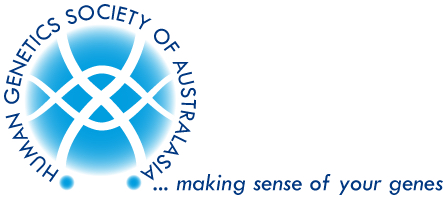 HUMAN GENETICS SOCIETY OF AUSTRALASIA
... making sense of your genes